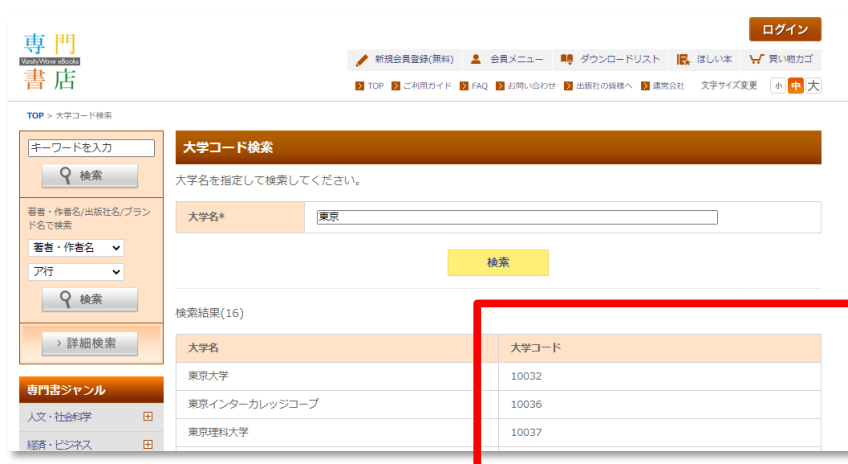 ログイン
専門
VarsityWave eBooks
書店
新規会員登録(無料) 会員メニュー ダウンロードリスト ほしい本 買い物カゴ
TOP ご利用ガイド FAQ お問い合わせ 出版社の皆様へ 運営会社 文字サイズ変更 小 中 大
TOP > 大学コード検索
キーワードを入力
検索
著者・作者名/出版社名/ブラン
ド名で検索
著者・作者名
ア行
検索
> 詳細検索
専門書ジャンル
人文・社会科学
経済・ビジネス
大学コード検索
大学名を指定して検索してください。
大学名* 東京
検索
検索結果(16)
大学名 大学コード
東京大学 10032
東京インターカレッジコープ 10036
東京理科大学 10037